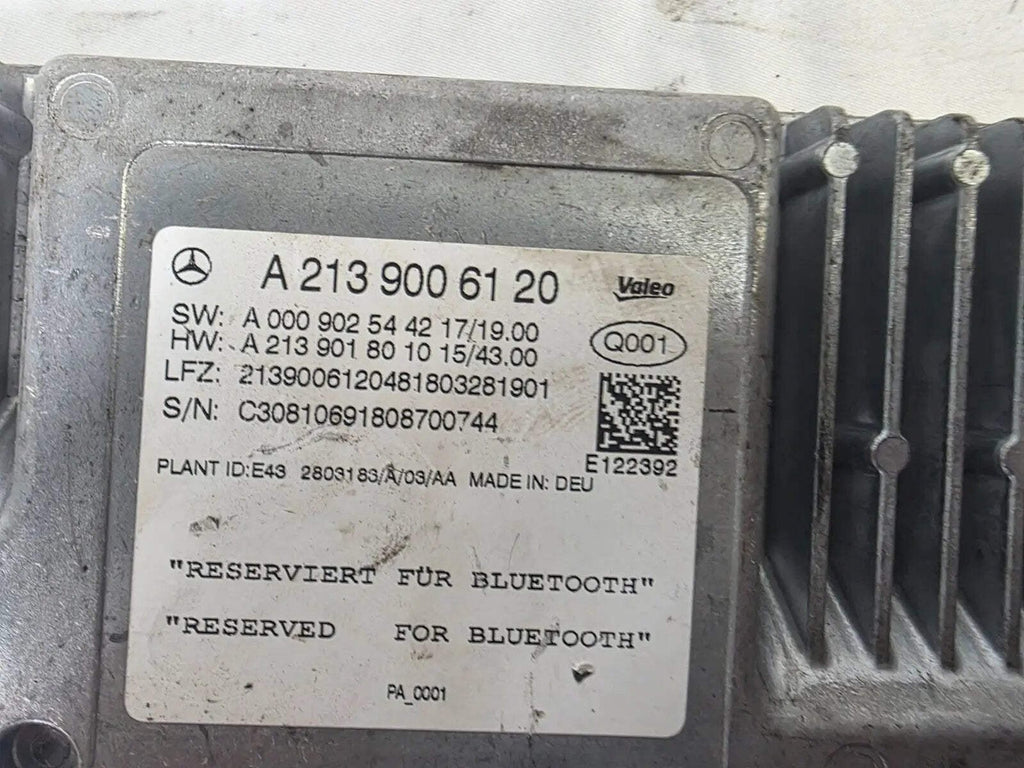 A 213 900 61 20
Valeo
SW: A 000 902 54 42 17/19.00
HW: A 213 901 80 10 15/43.00
Q001
LFZ: 2139006120481803281901
S/N: C30810691808700744
E122392
PLANT ID:E43 2803183/A/03/AA MADE IN: DEU
"RESERVIERT FÜR BLUETOOTH"
"RESERVED FOR BLUETOOTH"
PA_0001